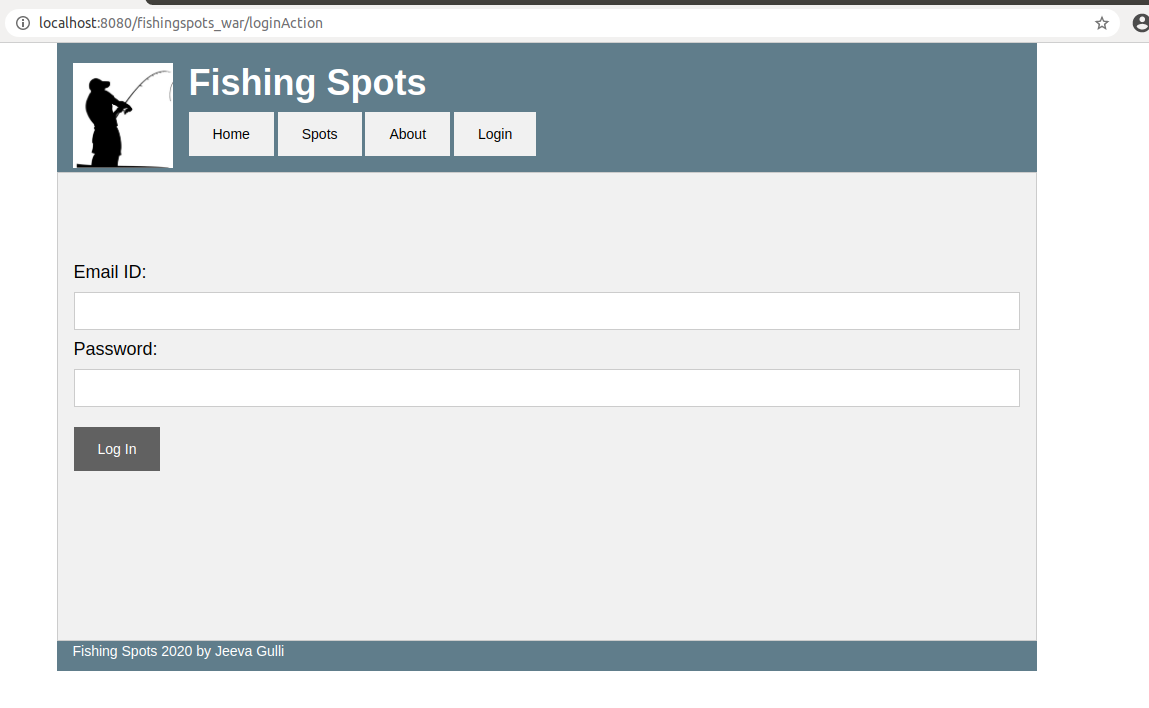 localhost:8080/fishingspots_war/loginAction
Fishing Spots
Home Spots About Login
Email ID:
Password:
Log In
Fishing Spots 2020 by Jeeva Gulli